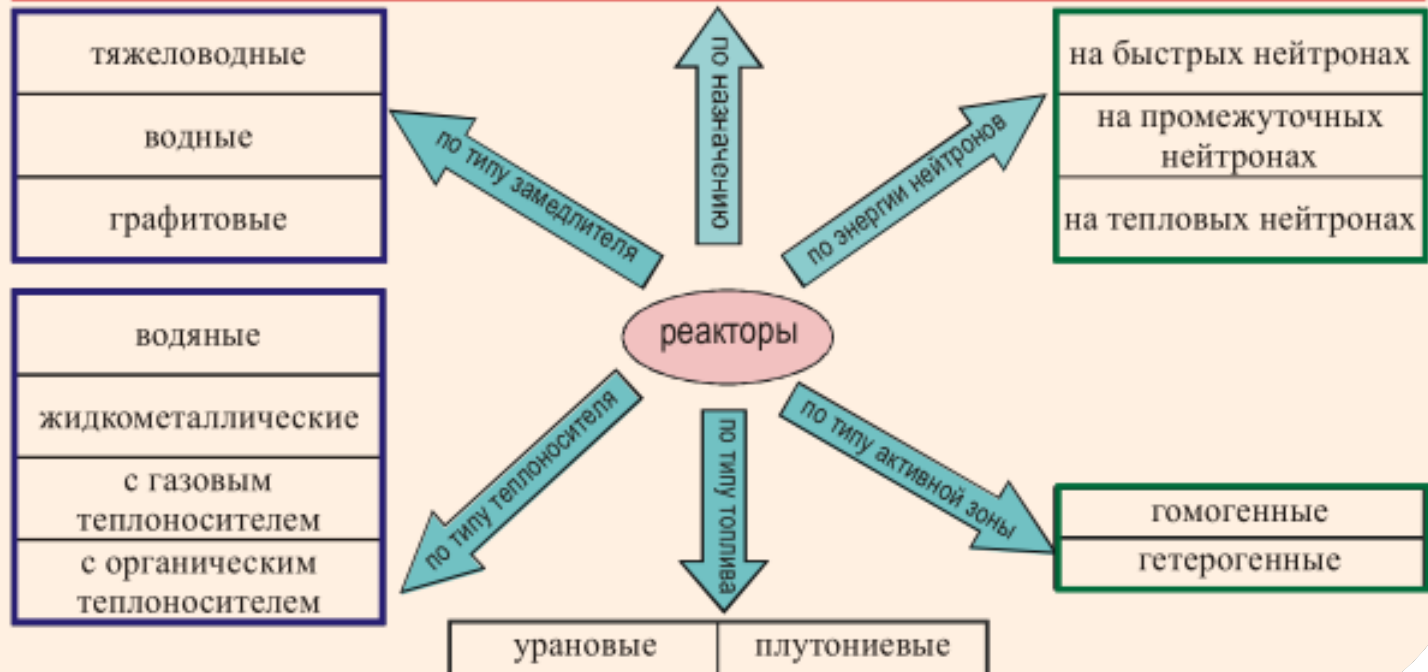 тяжеловодные
водные
графитовые
по типу замедлителя
по назначению
по энергии нейтронов
на быстрых нейтронах
на промежуточных
нейтронах
на тепловых нейтронах
реакторы
водяные
жидкометаллические
с газовым
теплоносителем
с органическим
теплоносителем
по типу теплоносителя
по типу топлива
по типу активной зоны
гомогенные
гетерогенные
урановые
плутониевые